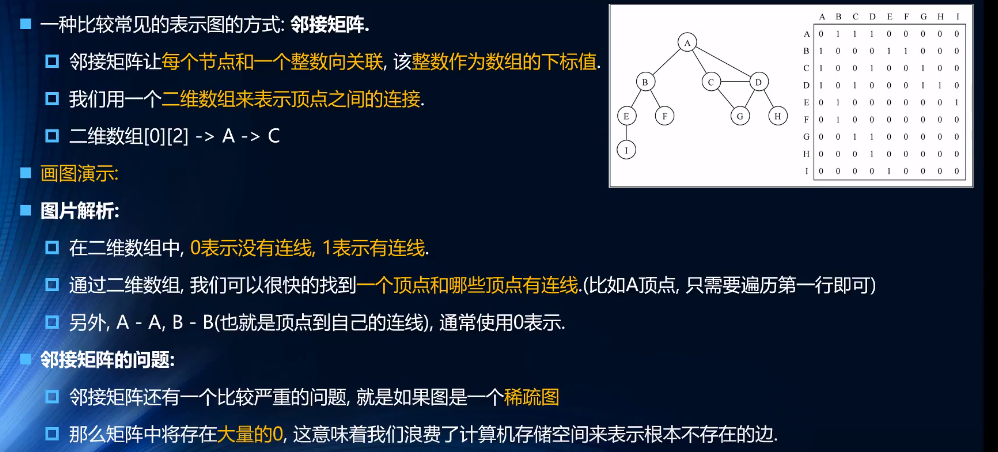 一种比较常见的表示图的方式: 邻接矩阵.
邻接矩阵让每个节点和一个整数向关联, 该整数作为数组的下标值.
我们用一个二维数组来表示顶点之间的连接.
二维数组[0][2] -> A -> C
画图演示:
图片解析:
在二维数组中, 0表示没有连线, 1表示有连线.
通过二维数组, 我们可以很快的找到一个顶点和哪些顶点有连线.(比如A顶点, 只需要遍历第一行即可)
另外, A - A, B - B(也就是顶点到自己的连线), 通常使用0表示.
邻接矩阵的问题:
邻接矩阵还有一个比较严重的问题, 就是如果图是一个稀疏图
那么矩阵中将存在大量的0, 这意味着我们浪费了计算机存储空间来表示根本不存在的边.
A
B C D
E F G H
I
A B C D E F G H I
A 0 1 1 1 0 0 0 0 0
B 1 0 0 0 1 1 0 0 0
C 1 0 0 1 0 0 1 0 0
D 1 0 1 0 0 0 1 1 0
E 0 1 0 0 0 0 0 0 1
F 0 1 0 0 0 0 0 0 0
G 0 0 1 1 0 0 0 0 0
H 0 0 0 1 0 0 0 0 0
I 0 0 0 0 1 0 0 0 0